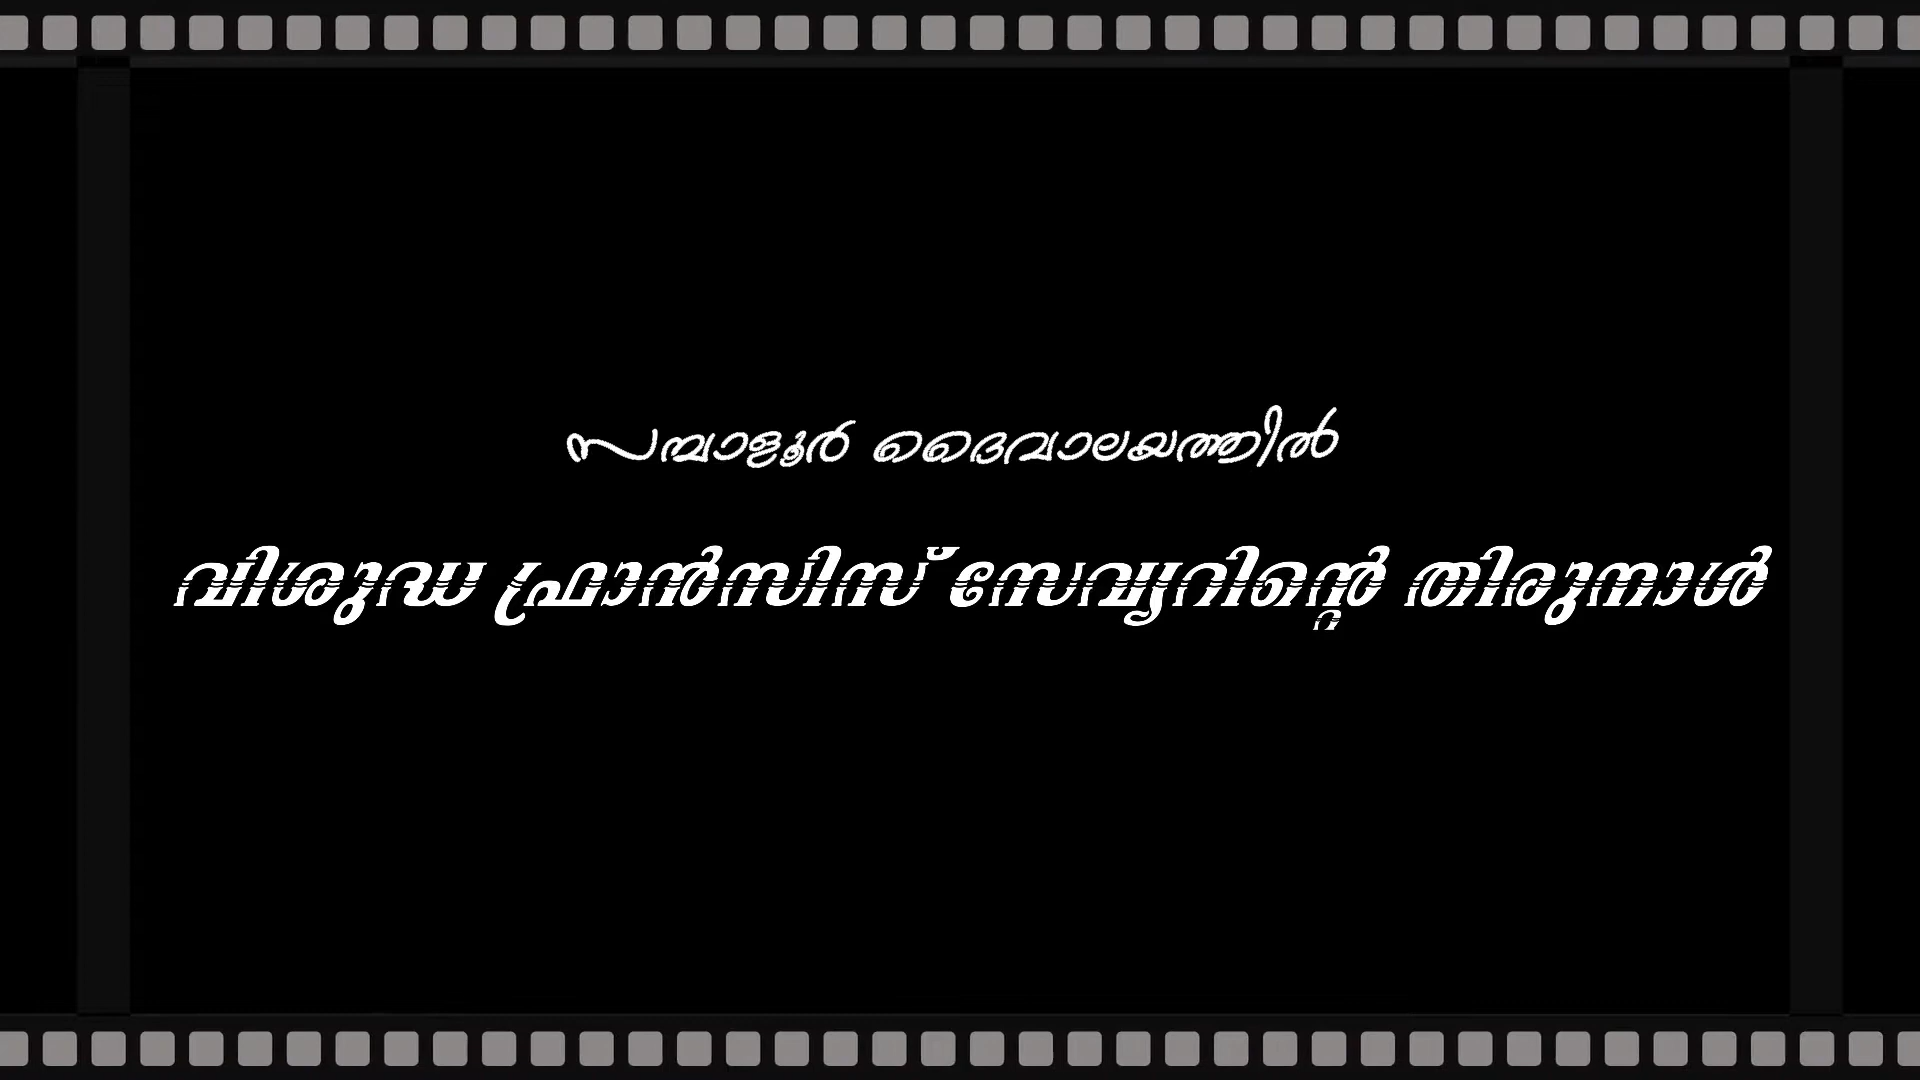 സമ്പാളൂർ ദൈവാലയത്തിൽ
വിശുദ്ധ ഫ്രാൻസിസ് സേവ്യറിന്റെ തിരുനാൾ